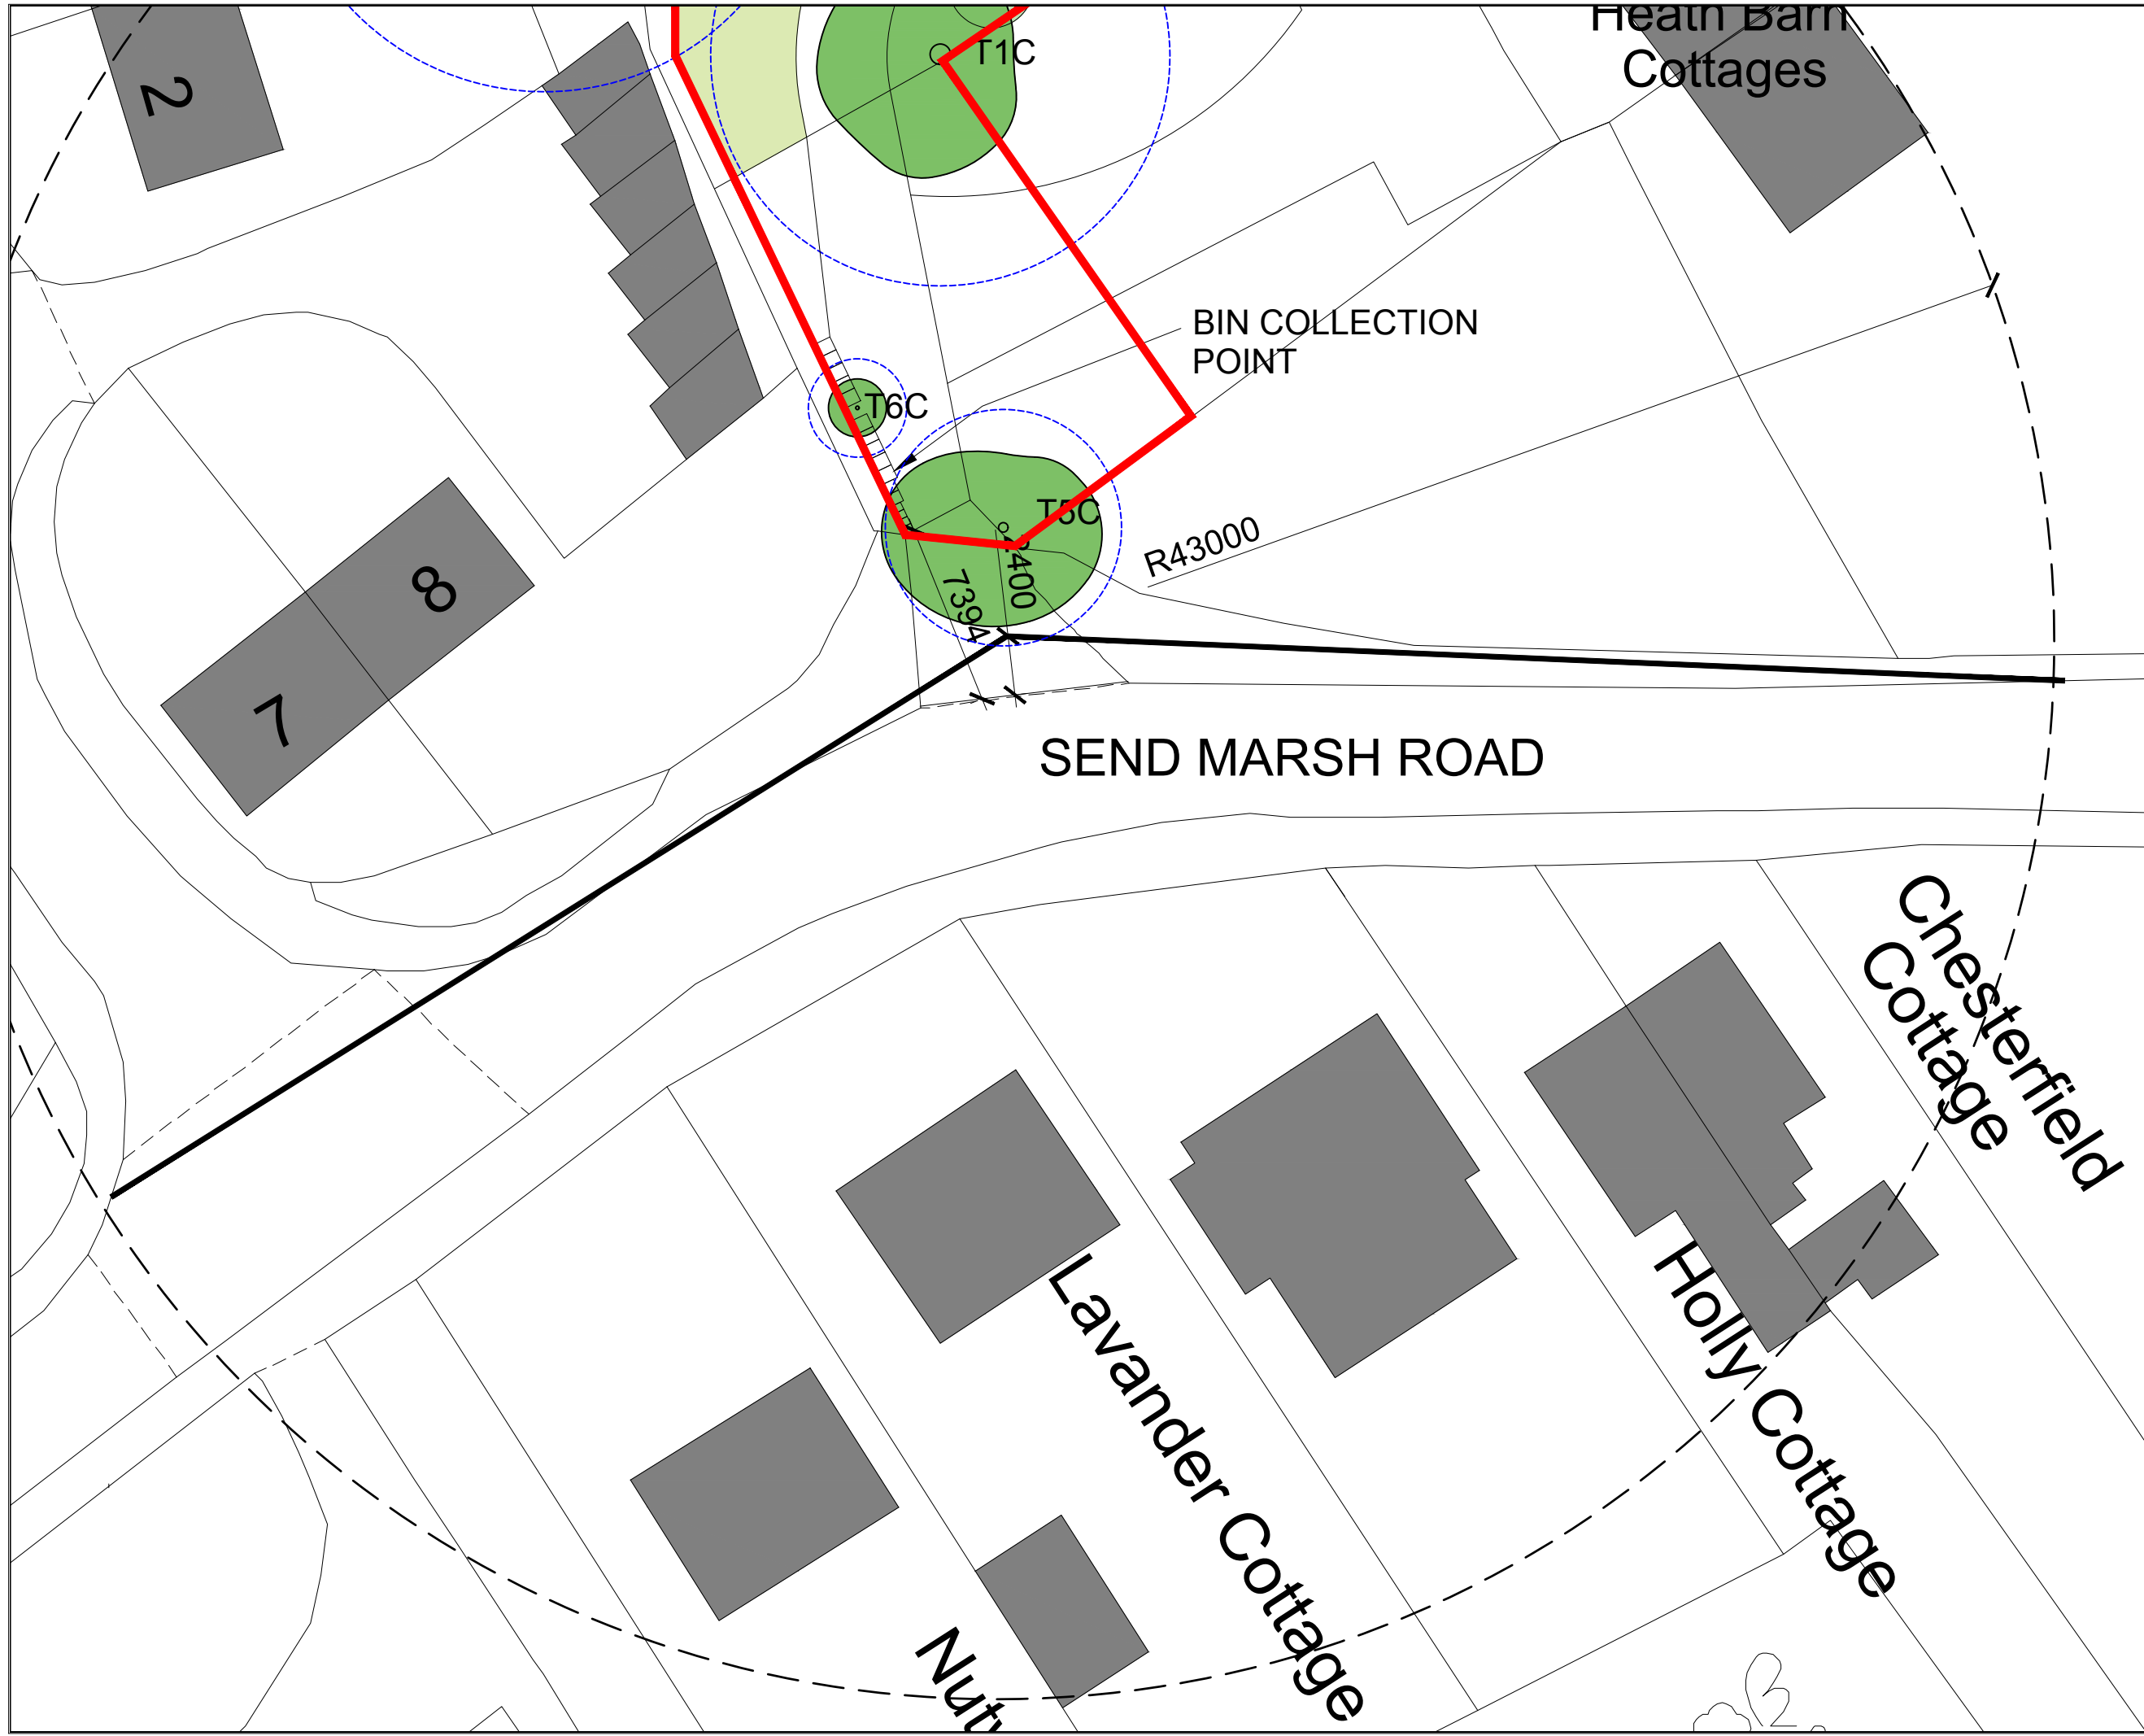 Heath Barn
Cottages
2
T1C
BIN COLLECTION
POINT
T6C
T5C
R43000
2400
7394
8
7
SEND MARSH ROAD
Chesterfield
Cottage
Lavander Cottage
Holly Cottage
Nut